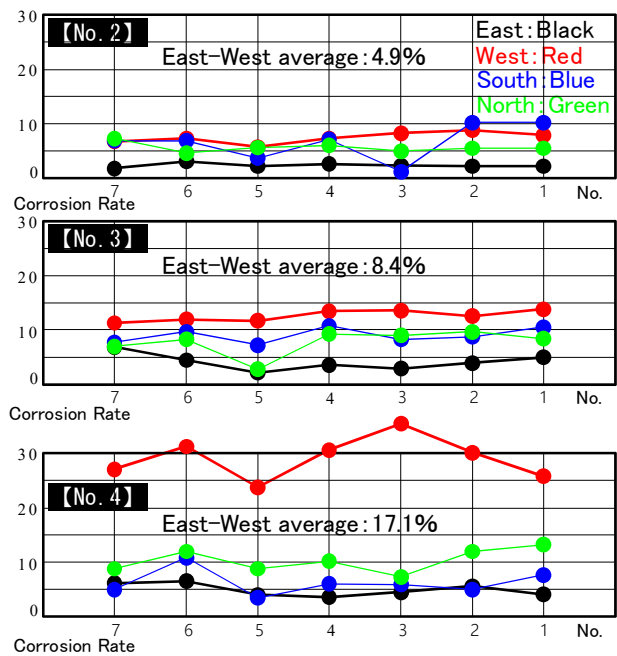 30
【No. 2】
East:Black
East-West average:4.9%
West:Red
South:Blue
20
North:Green
10
0
7 6 5 4 3 2 1 No.
Corrosion Rate
30
【No. 3】
East-West average:8.4%
20
10
0
7 6 5 4 3 2 1 No.
Corrosion Rate
30
【No. 4】
East-West average:17.1%
20
10
0
7 6 5 4 3 2 1 No.
Corrosion Rate